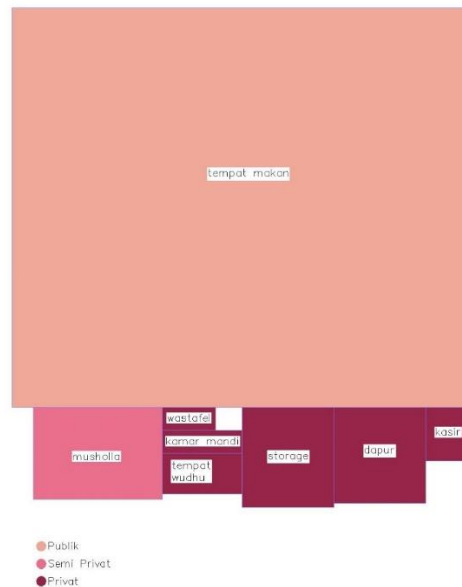 tempat makan
wastafel
kamar mandi
musholla
tempat
wudhu
storage
dapur
kasir
Publik
Semi Privat
Privat